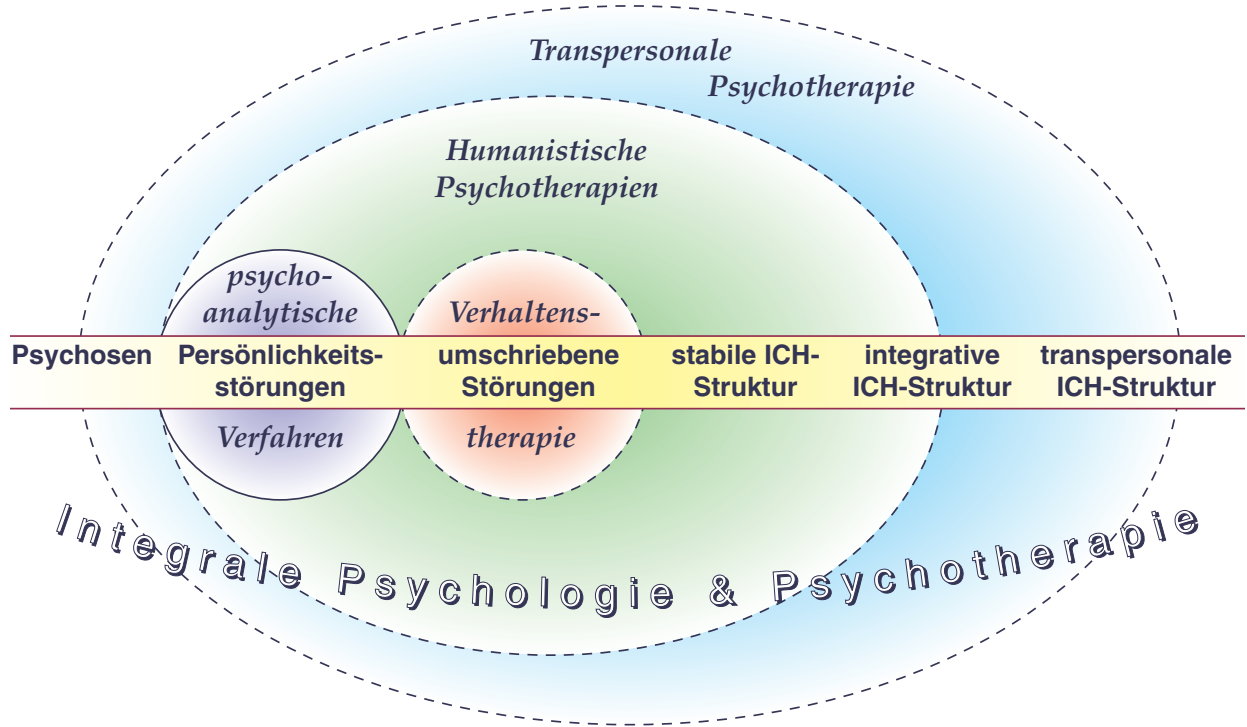 Transpersonale
Psychotherapie
Humanistische
Psychotherapien
psycho-
analytische
Verfahren
Verhaltens-
therapie
Psychosen
Persönlichkeits-
störungen
umschriebene
Störungen
stabile ICH-
Struktur
integrative
ICH-Struktur
transpersonale
ICH-Struktur
Integrale Psychologie & Psychotherapie